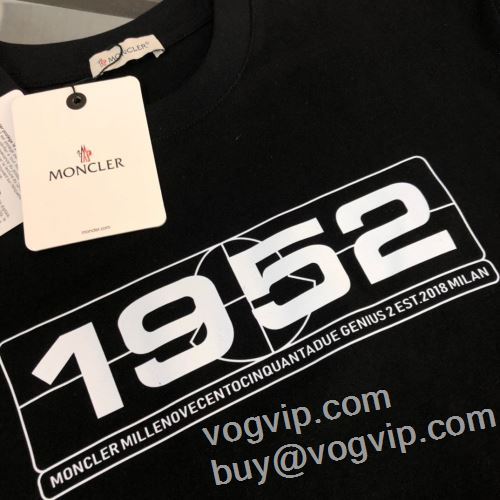 MONCLER
MONCLER
moncler.com
1952
MONCLER MILLENOVECENTOCINQUANTADUE GENIUS 2 EST.2018 MILAN
vogvip.com
buy@vogvip.com